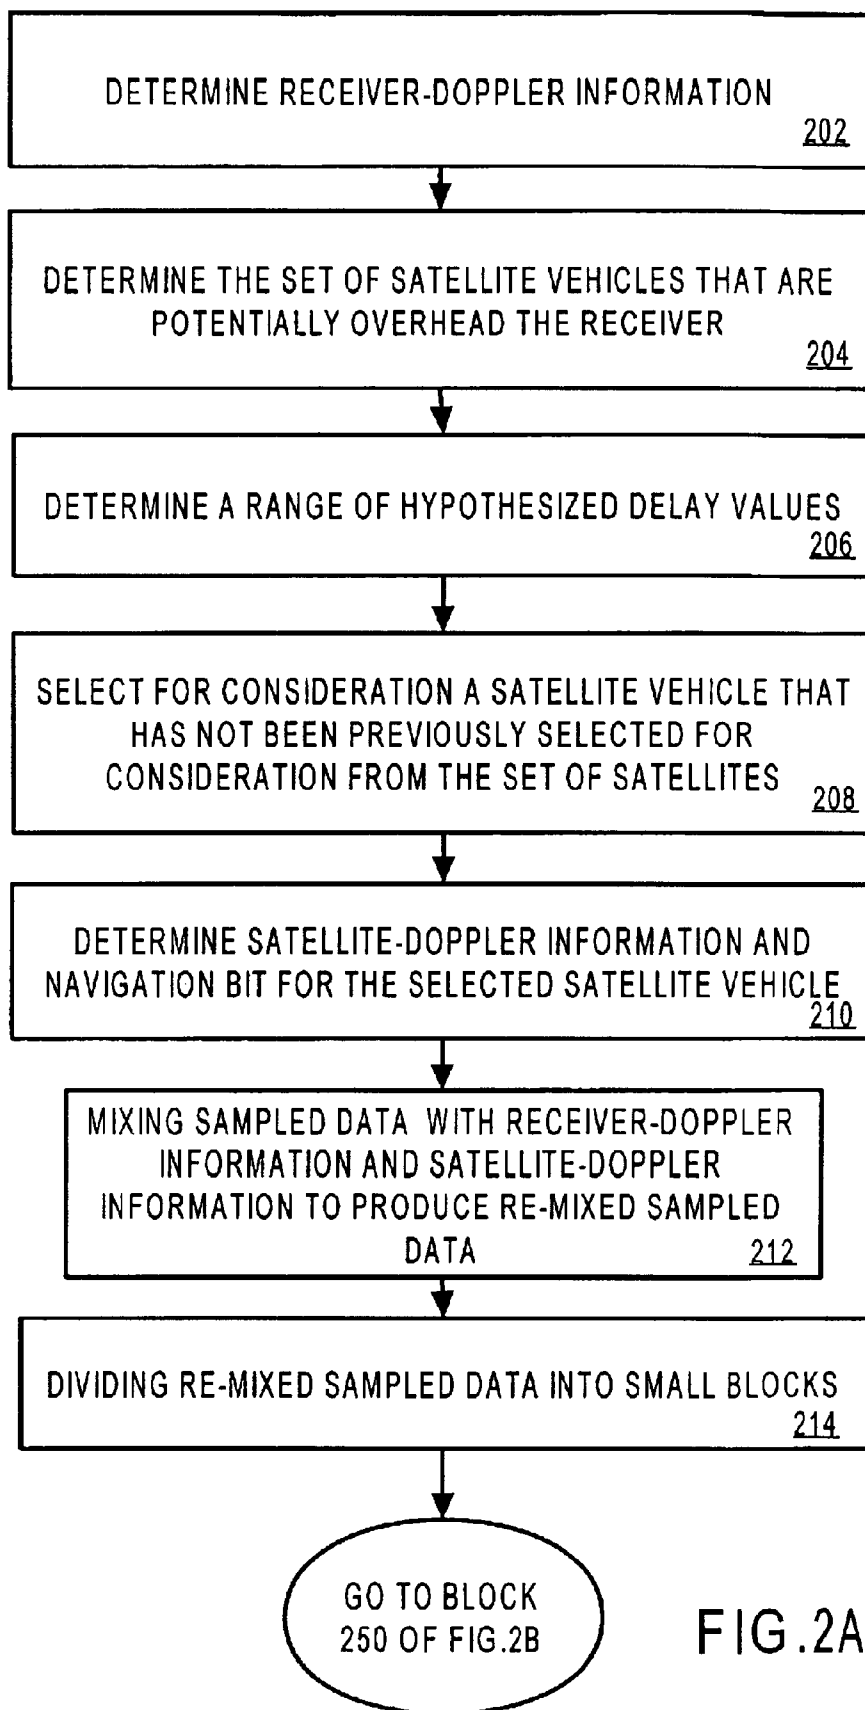 DETERMINE RECEIVER-DOPPLER INFORMATION
202
DETERMINE THE SET OF SATELLITE VEHICLES THAT ARE
POTENTIALLY OVERHEAD THE RECEIVER
204
DETERMINE A RANGE OF HYPOTHESIZED DELAY VALUES
206
SELECT FOR CONSIDERATION A SATELLITE VEHICLE THAT
HAS NOT BEEN PREVIOUSLY SELECTED FOR
CONSIDERATION FROM THE SET OF SATELLITES
208
DETERMINE SATELLITE-DOPPLER INFORMATION AND
NAVIGATION BIT FOR THE SELECTED SATELLITE VEHICLE
210
MIXING SAMPLED DATA WITH RECEIVER-DOPPLER
INFORMATION AND SATELLITE-DOPPLER
INFORMATION TO PRODUCE RE-MIXED SAMPLED
DATA 212
DIVIDING RE-MIXED SAMPLED DATA INTO SMALL BLOCKS
214
GO TO BLOCK
250 OF FIG.2B
FIG.2A